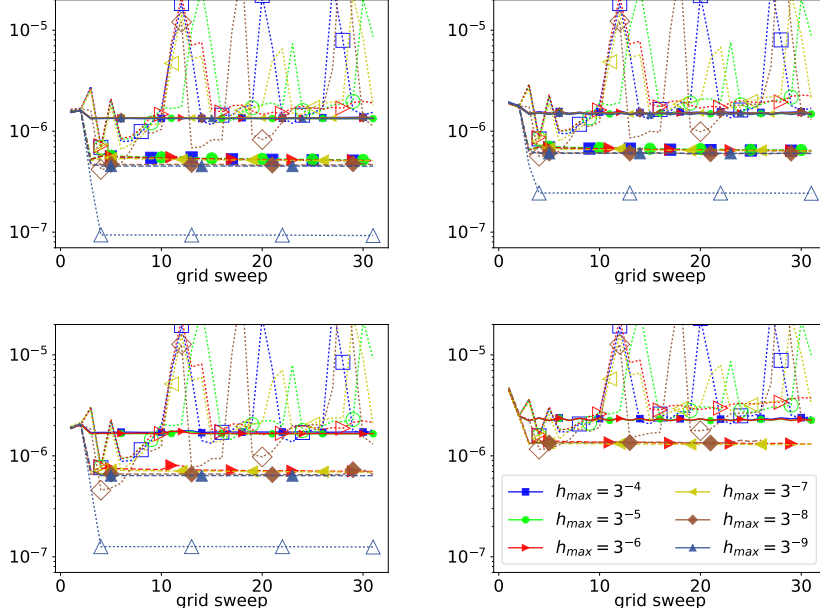 10⁻⁵
10⁻⁶
10⁻⁷
0 10 20 30
grid sweep
10⁻⁵
10⁻⁶
10⁻⁷
0 10 20 30
grid sweep
10⁻⁵
10⁻⁶
10⁻⁷
0 10 20 30
grid sweep
10⁻⁵
10⁻⁶
10⁻⁷
h_max = 3⁻⁴ h_max = 3⁻⁷
h_max = 3⁻⁵ h_max = 3⁻⁸
h_max = 3⁻⁶ h_max = 3⁻⁹
0 10 20 30
grid sweep